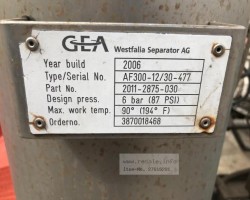 GEA Westfalia Separator AG
Year build 2006
Type/Serial No. AF300-12/30-477
Part No. 2011-2875-030
Design press. 6 bar (87 PSI)
Max. work temp. 90° (194° F)
Orderno. 3870018468